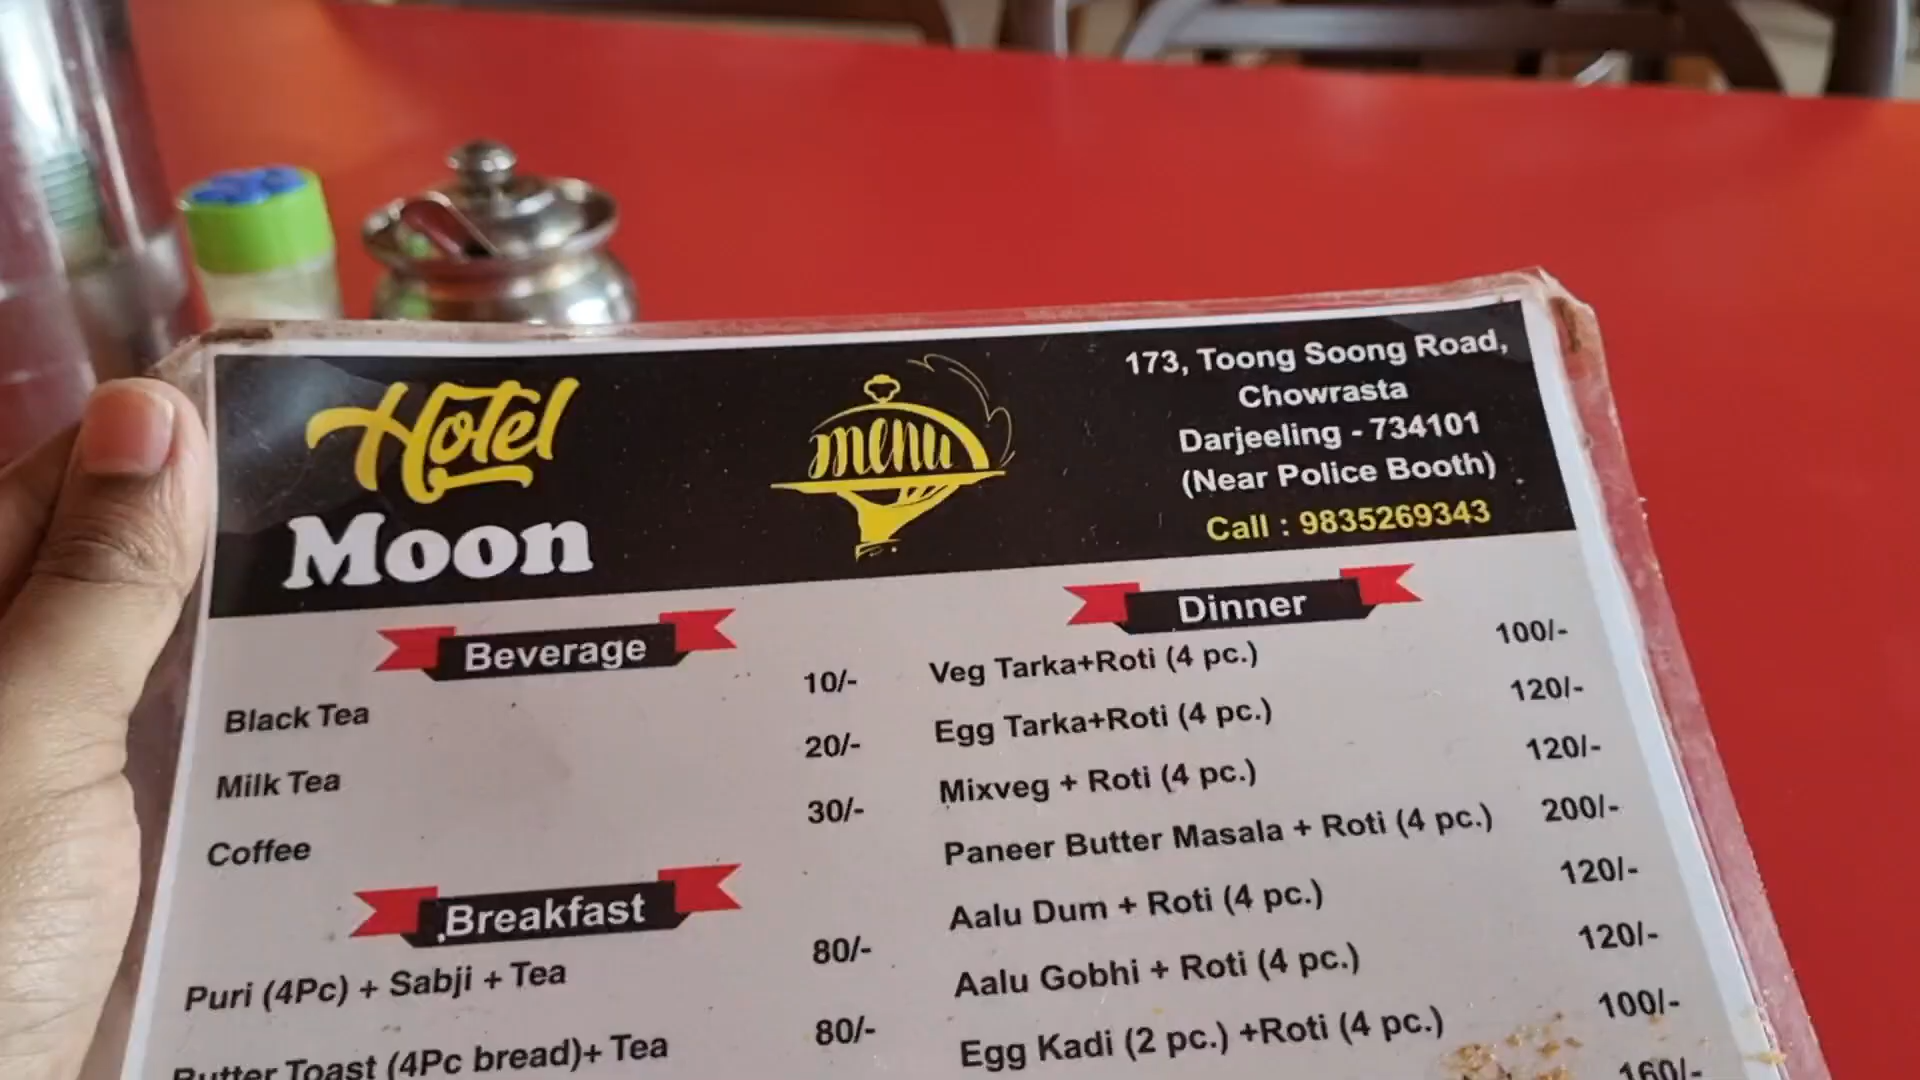 Hotel
Moon
menu
173, Toong Soong Road,
Chowrasta
Darjeeling - 734101
(Near Police Booth)
Call : 9835269343
Beverage
Black Tea 10/-
Milk Tea 20/-
Coffee 30/-
Breakfast
Puri (4Pc) + Sabji + Tea 80/-
Butter Toast (4Pc bread)+ Tea 80/-
Dinner
Veg Tarka+Roti (4 pc.) 100/-
Egg Tarka+Roti (4 pc.) 120/-
Mixveg + Roti (4 pc.) 120/-
Paneer Butter Masala + Roti (4 pc.) 200/-
Aalu Dum + Roti (4 pc.) 120/-
Aalu Gobhi + Roti (4 pc.) 120/-
Egg Kadi (2 pc.) +Roti (4 pc.) 100/-
160/-